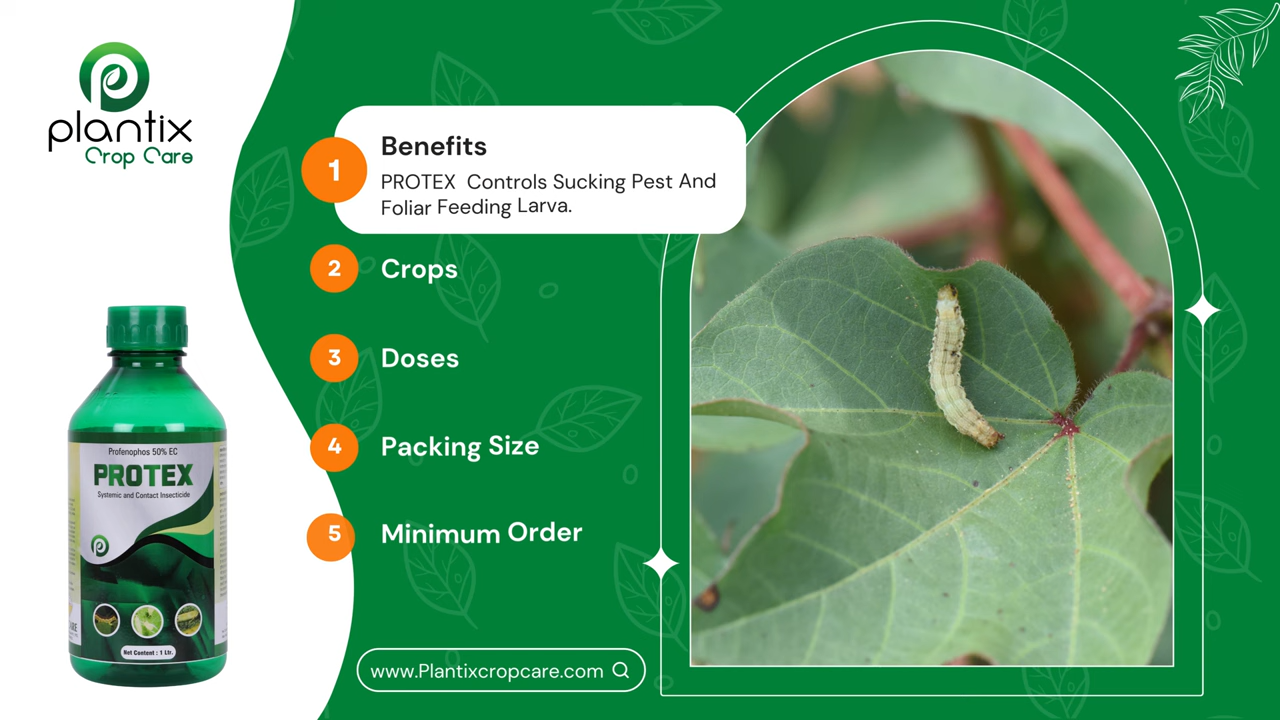 plantix
Crop Care
1
Benefits
PROTEX Controls Sucking Pest And
Foliar Feeding Larva.
2
Crops
3
Doses
4
Packing Size
5
Minimum Order
Profenophos 50% EC
PROTEX
Systemic and Contact Insecticide
Net Content : 1 Ltr.
www.Plantixcropcare.com